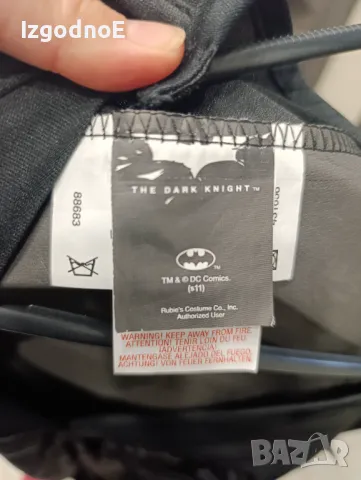 IzgodnoE
THE DARK KNIGHT™
88683
TM & © DC Comics.
(s11)
Rubie's Costume Co., Inc.
Authorized User
WARNING! KEEP AWAY FROM FIRE
ATTENTION! TENIR LOIN DU FEU
(ADVERTENCIA!)
MANTENGASE ALEJADO DEL FUEGO
ACHTUNG! VON FEUER FERNHALTEN
bazar
БАЗАР